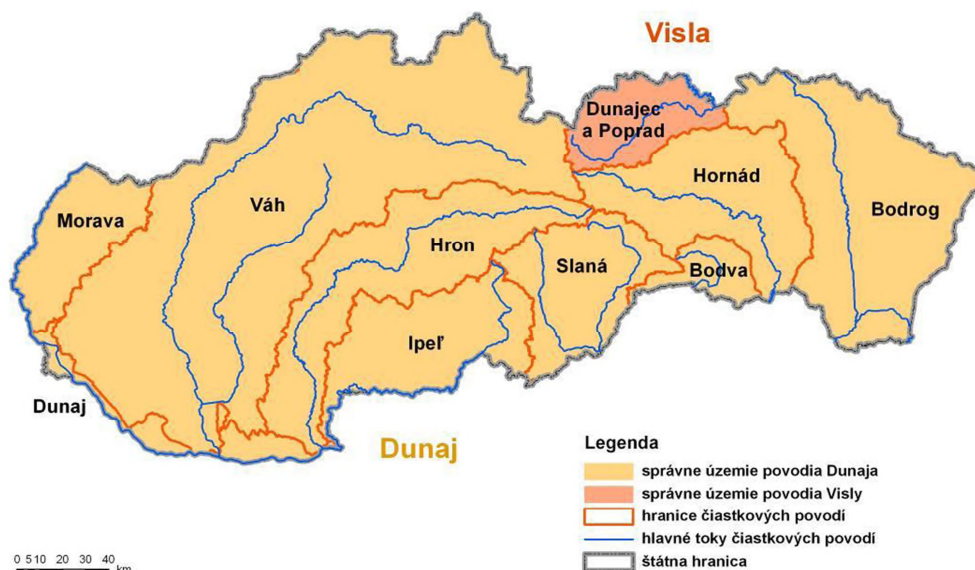 Visla
Dunajec
a Poprad
Hornád
Morava
Váh
Bodrog
Hron
Slaná
Bodva
Ipeľ
Dunaj
Dunaj
Legenda
správne územie povodia Dunaja
správne územie povodia Visly
hranice čiastkových povodí
hlavné toky čiastkových povodí
štátna hranica
0 5 10 20 30 40
km